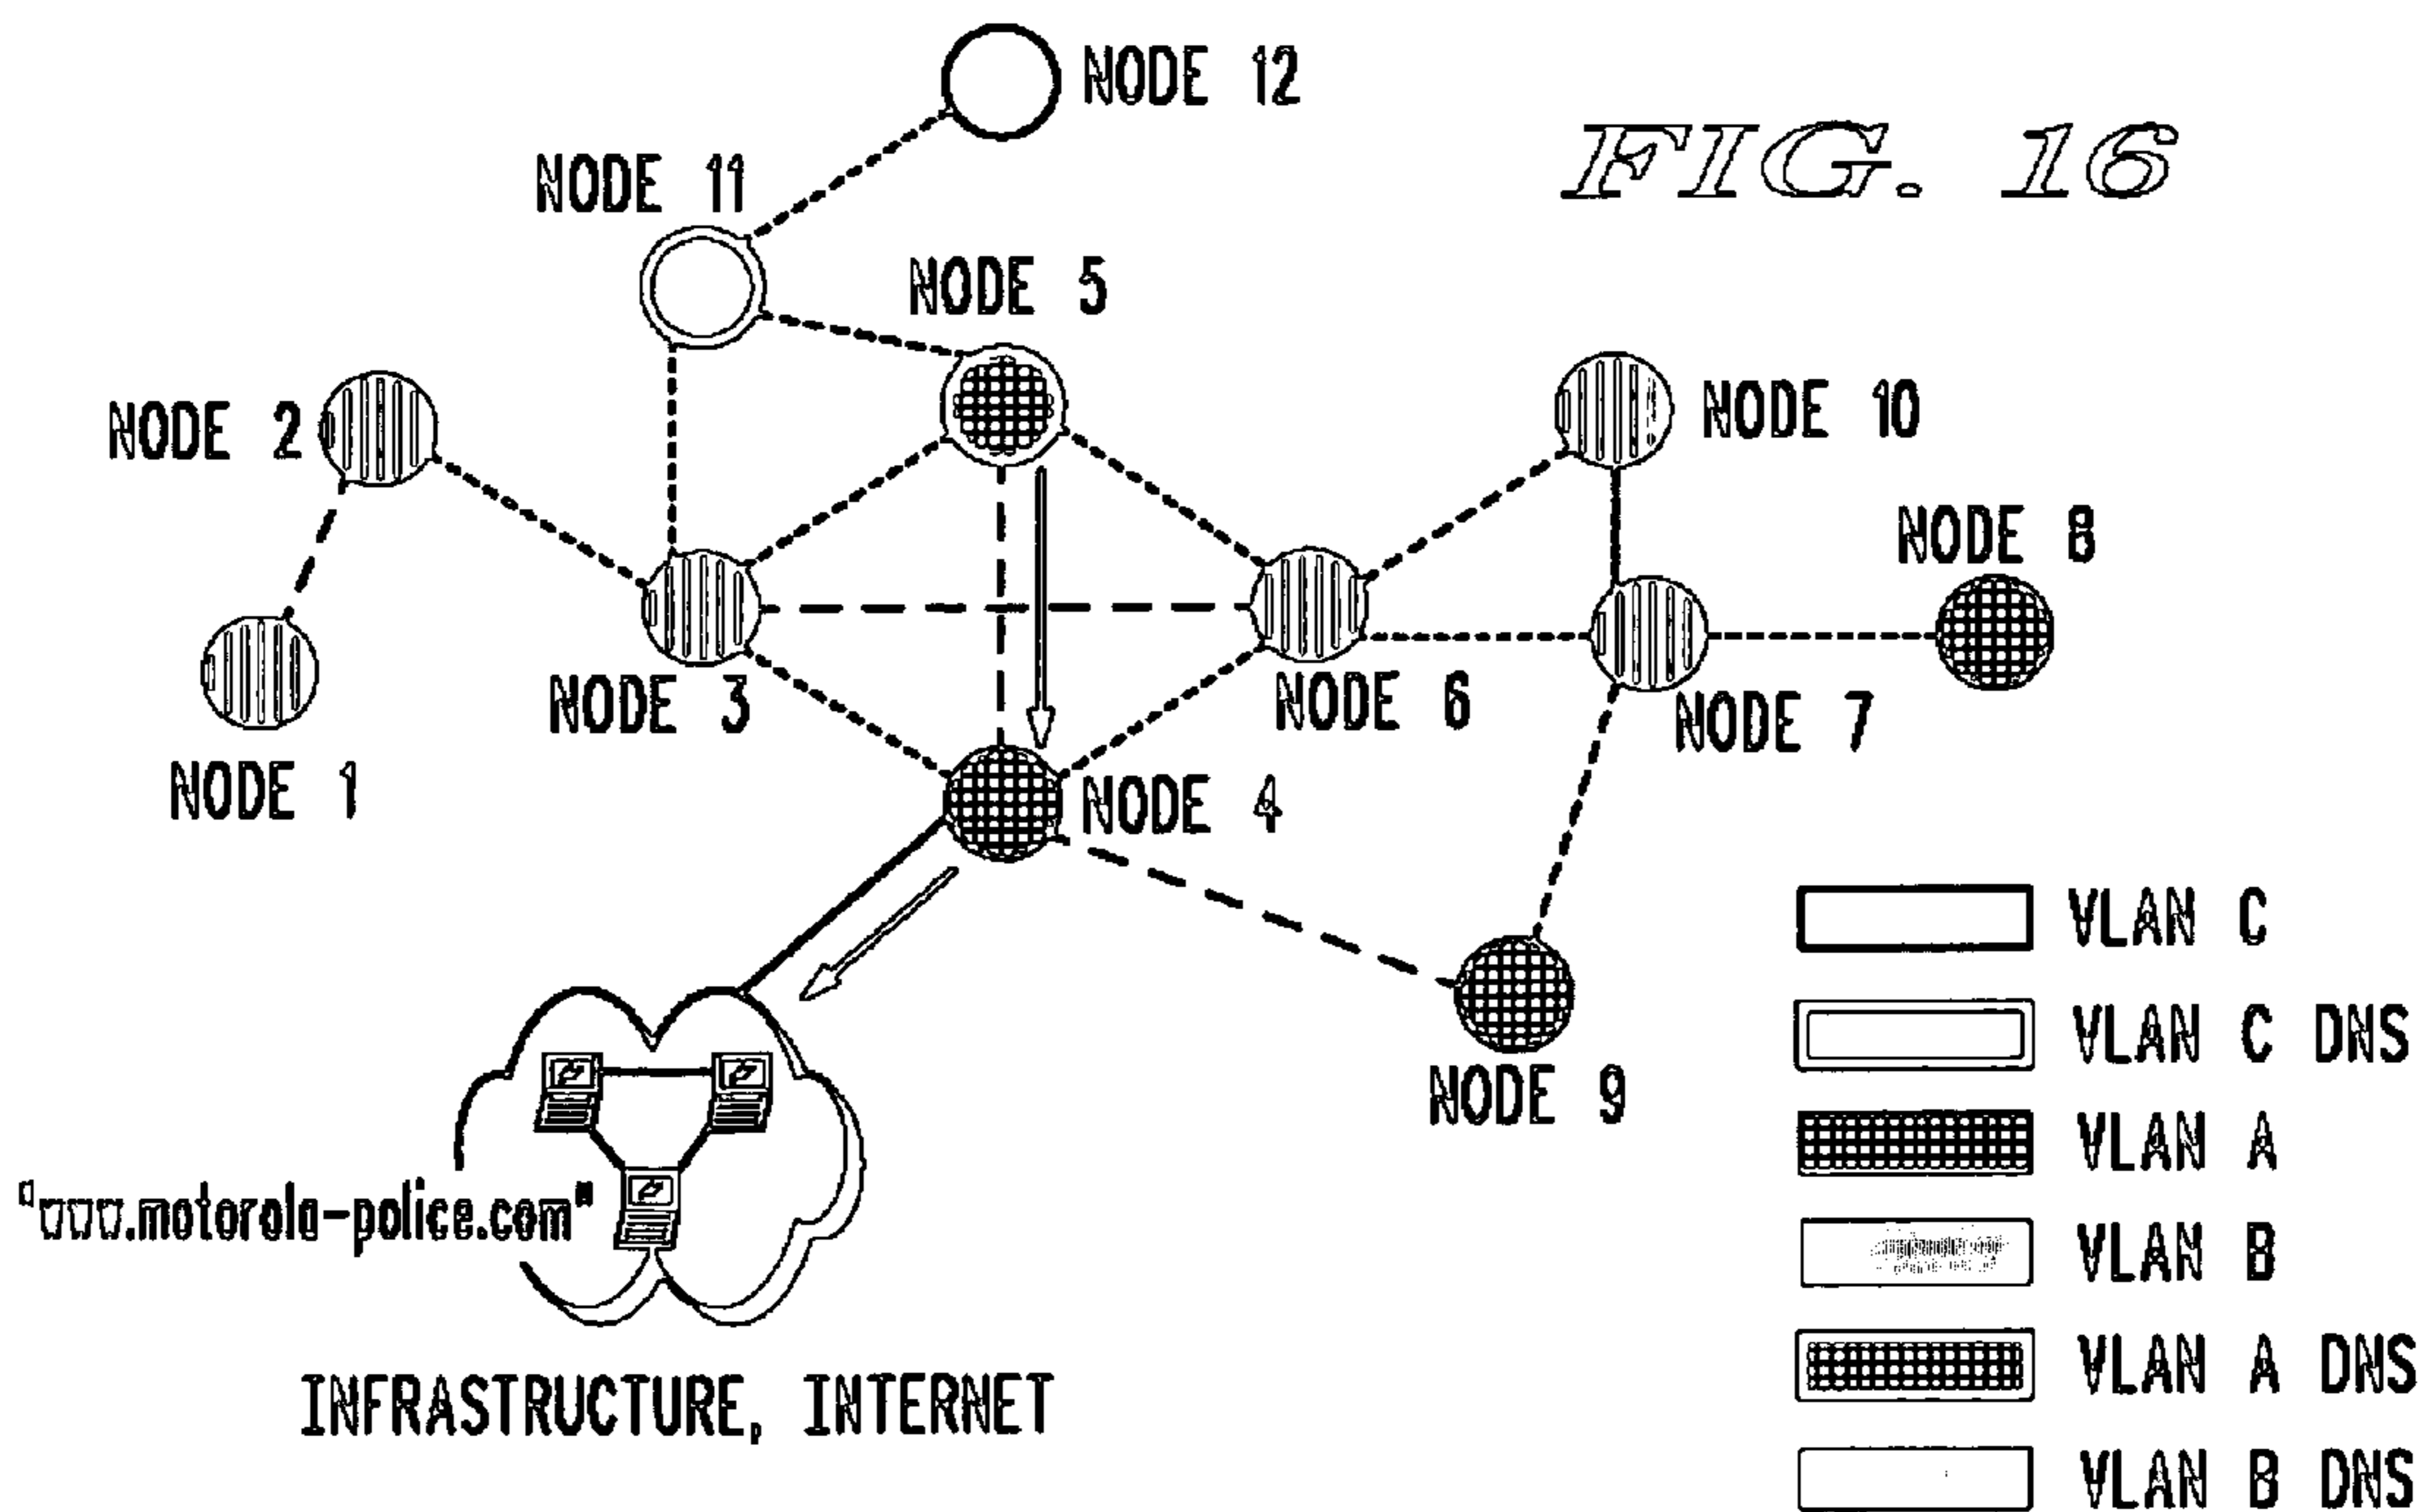 NODE 12
FIG. 16
NODE 11
NODE 5
NODE 2
NODE 10
NODE 8
NODE 3
NODE 6
NODE 7
NODE 1
NODE 4
NODE 9
"www.motorola-police.com"
INFRASTRUCTURE, INTERNET
VLAN C
VLAN C DNS
VLAN A
VLAN B
VLAN A DNS
VLAN B DNS